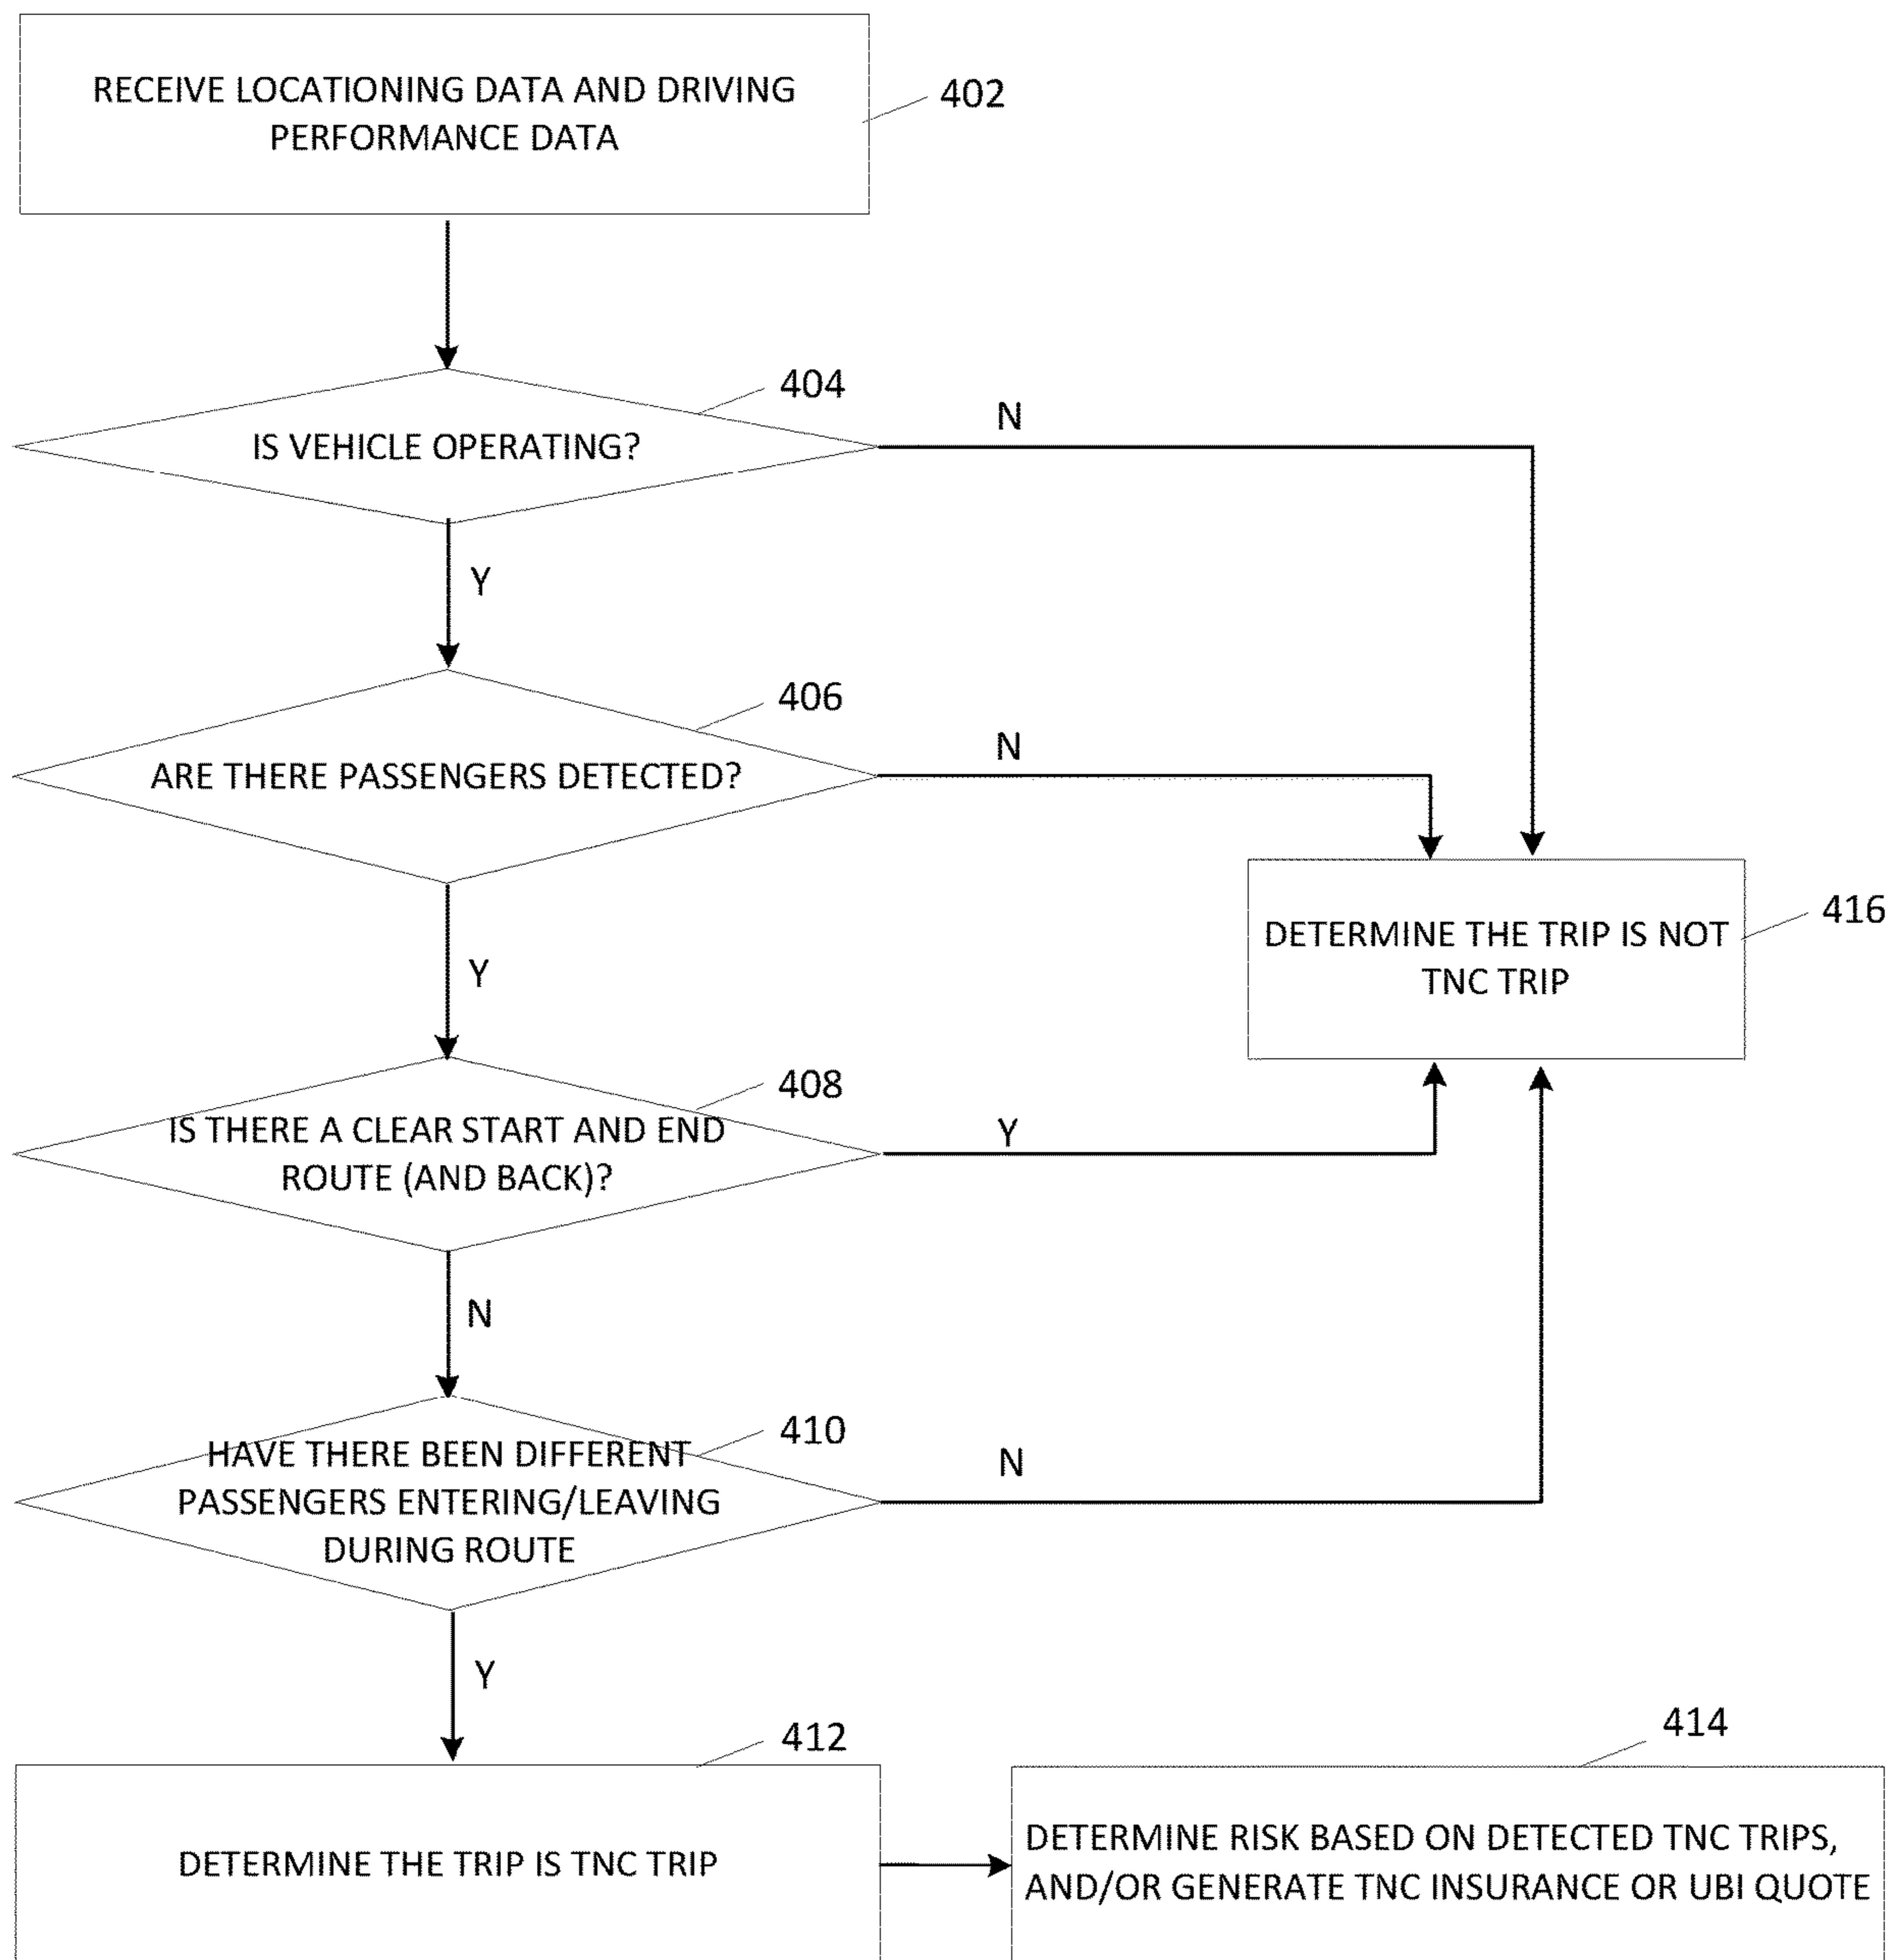 RECEIVE LOCATIONING DATA AND DRIVING
PERFORMANCE DATA
402
404
IS VEHICLE OPERATING?
N
Y
406
ARE THERE PASSENGERS DETECTED?
N
Y
DETERMINE THE TRIP IS NOT
TNC TRIP
416
408
IS THERE A CLEAR START AND END
ROUTE (AND BACK)?
Y
N
410
HAVE THERE BEEN DIFFERENT
PASSENGERS ENTERING/LEAVING
DURING ROUTE
N
Y
412
DETERMINE THE TRIP IS TNC TRIP
414
DETERMINE RISK BASED ON DETECTED TNC TRIPS,
AND/OR GENERATE TNC INSURANCE OR UBI QUOTE